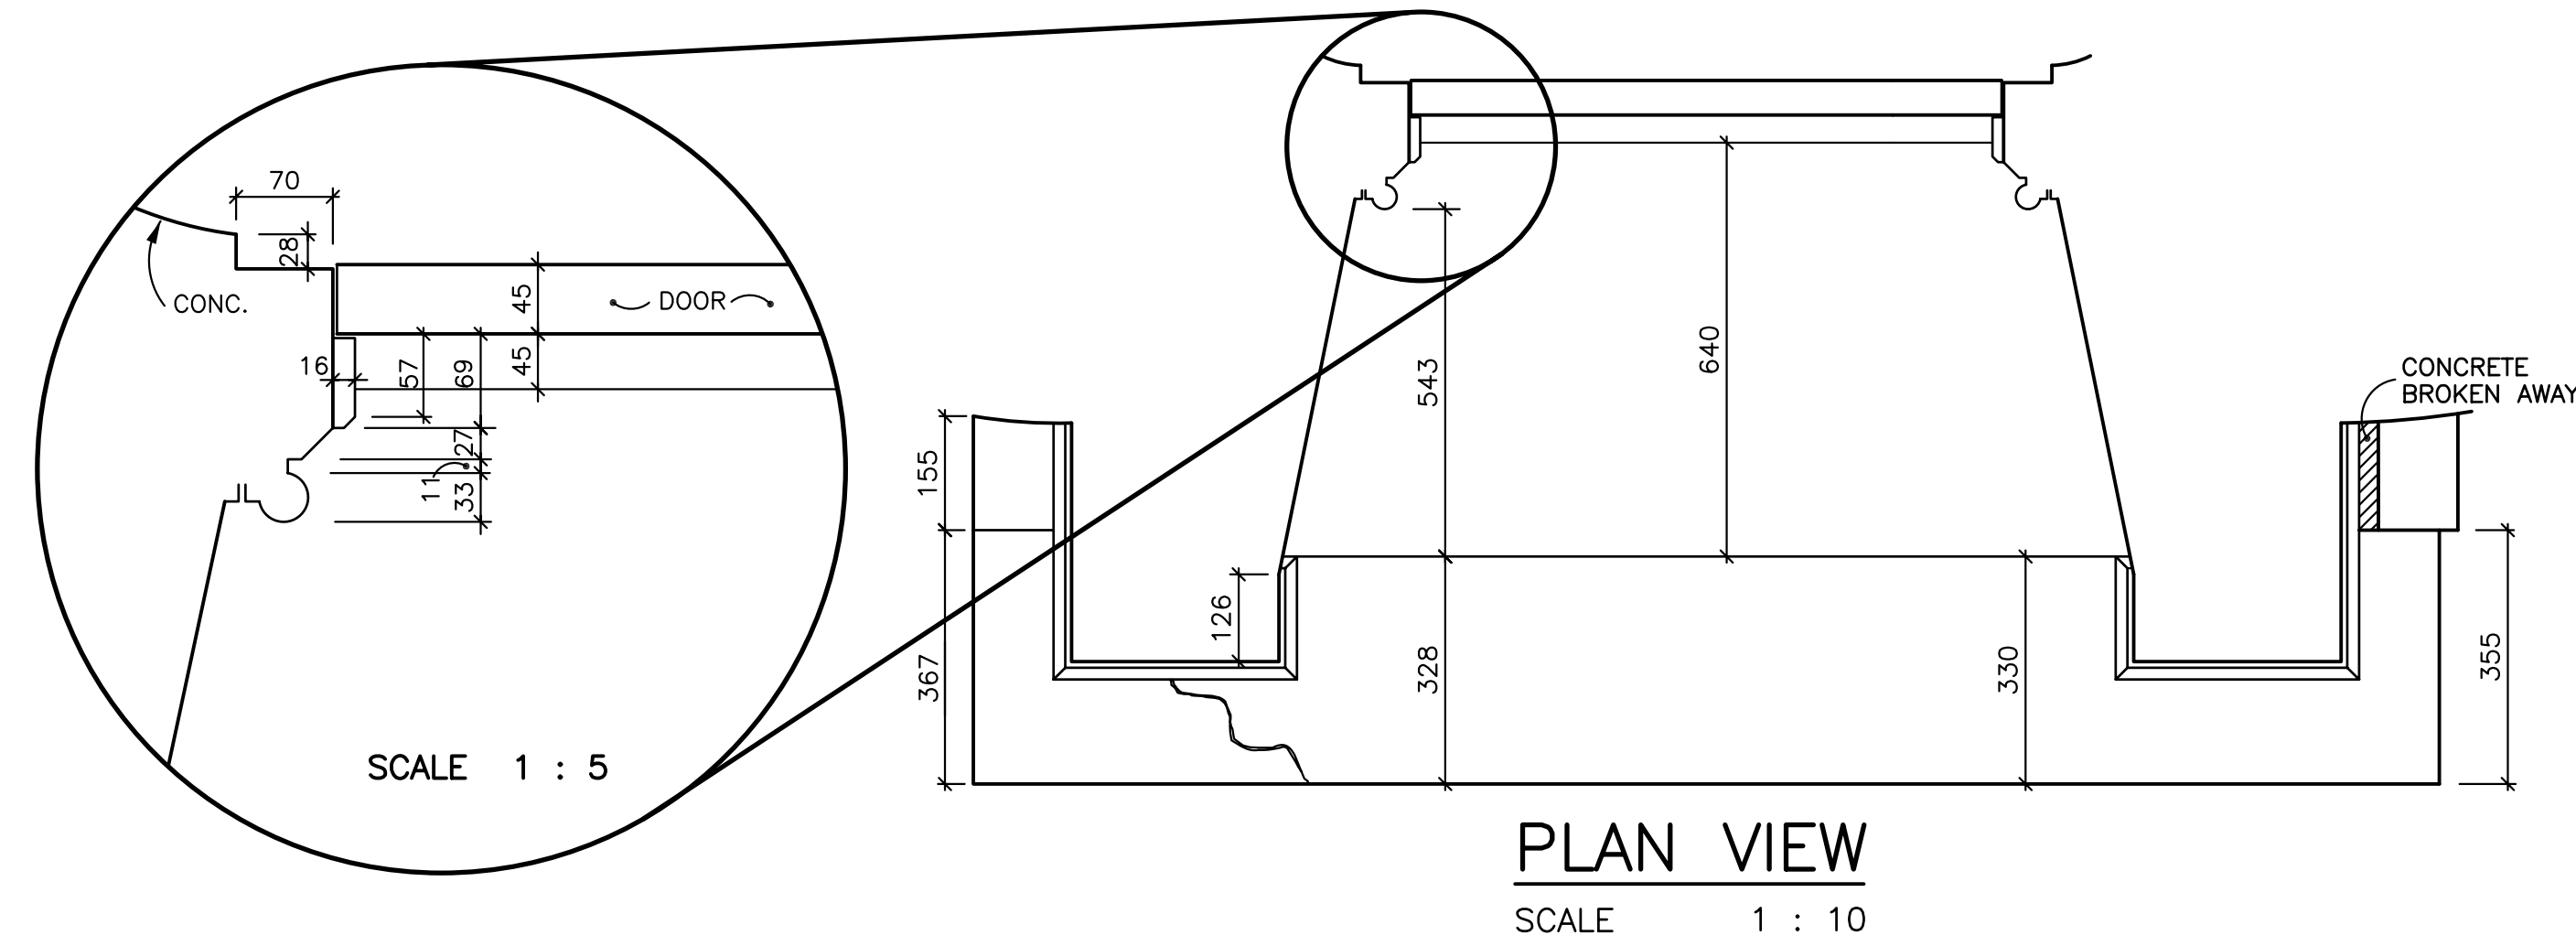 70
28
CONC.
45
DOOR
16
57
69
45
27
11
33
SCALE 1 : 5
543
640
CONCRETE
BROKEN AWAY
155
126
367
328
330
355
PLAN VIEW
SCALE 1 : 10